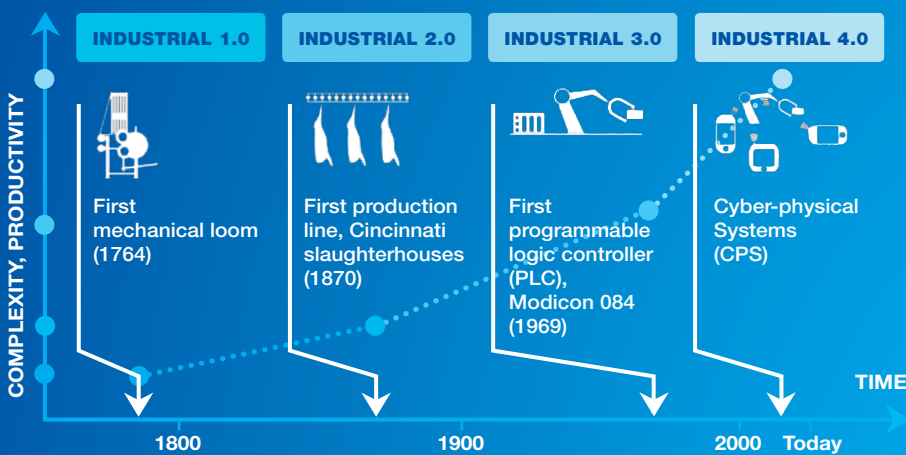 INDUSTRIAL 1.0
INDUSTRIAL 2.0
INDUSTRIAL 3.0
INDUSTRIAL 4.0
COMPLEXITY, PRODUCTIVITY
First
mechanical loom
(1764)
First production
line, Cincinnati
slaughterhouses
(1870)
First
programmable
logic controller
(PLC),
Modicon 084
(1969)
Cyber-physical
Systems
(CPS)
TIME
1800
1900
2000
Today